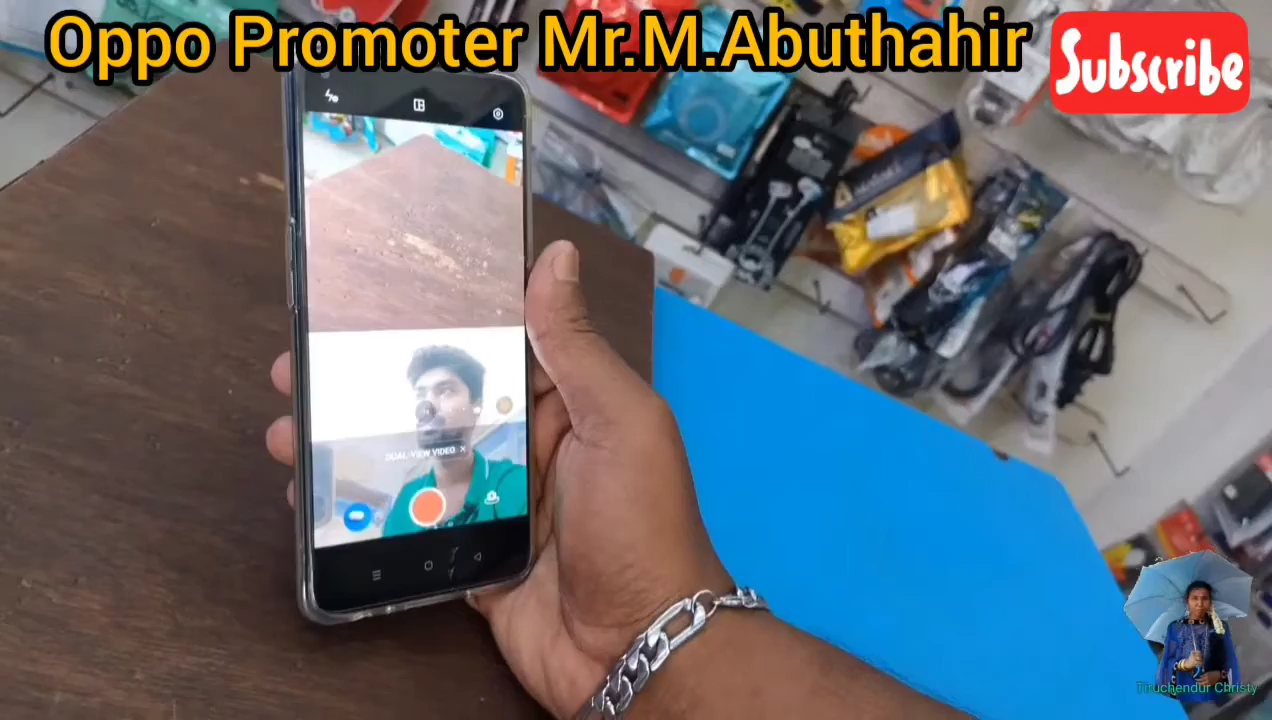 Oppo Promoter Mr.M.Abuthahir
Subscribe
DUAL-VIEW VIDEO
Tiruchendur Christy